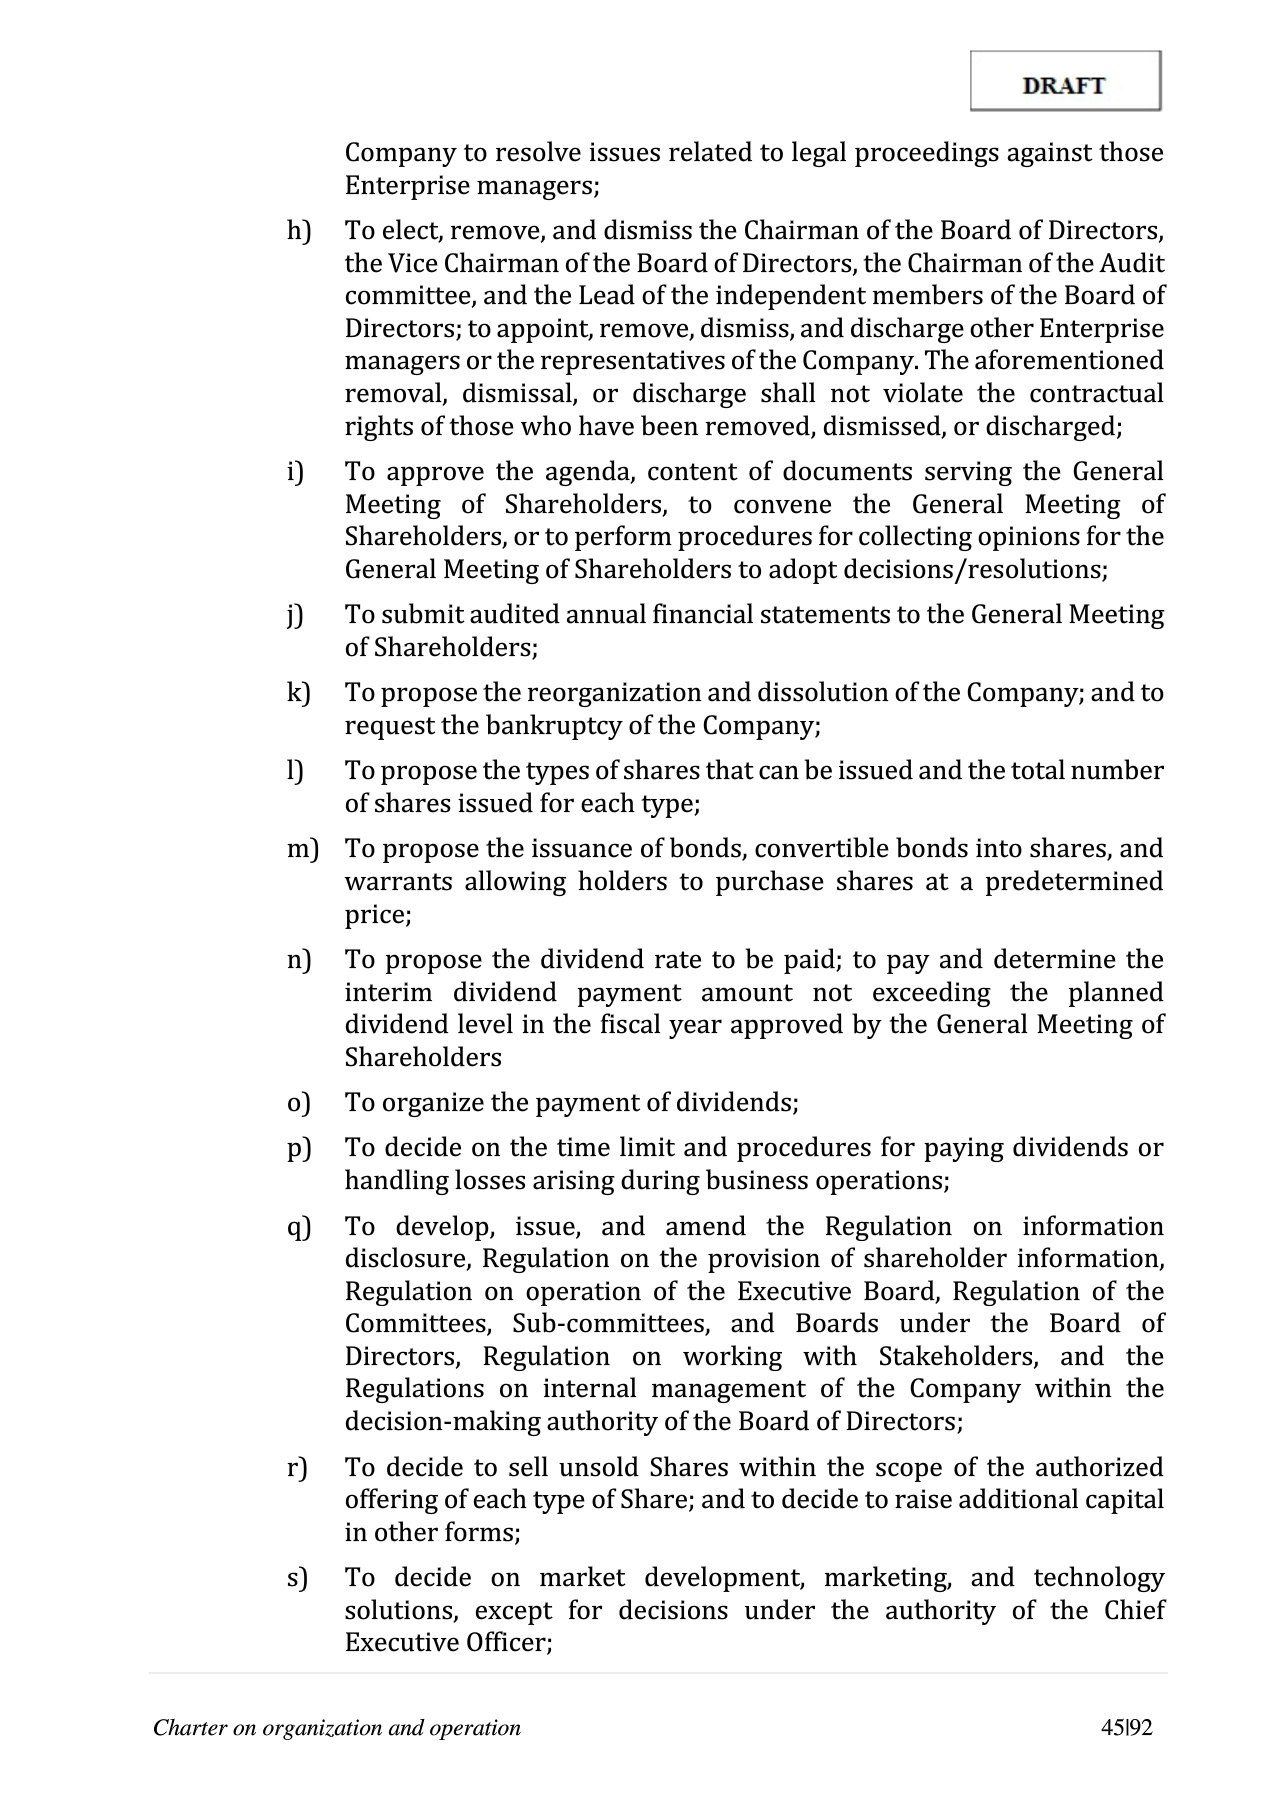 DRAFT
Company to resolve issues related to legal proceedings against those
Enterprise managers;
h) To elect, remove, and dismiss the Chairman of the Board of Directors,
the Vice Chairman of the Board of Directors, the Chairman of the Audit
committee, and the Lead of the independent members of the Board of
Directors; to appoint, remove, dismiss, and discharge other Enterprise
managers or the representatives of the Company. The aforementioned
removal, dismissal, or discharge shall not violate the contractual
rights of those who have been removed, dismissed, or discharged;
i) To approve the agenda, content of documents serving the General
Meeting of Shareholders, to convene the General Meeting of
Shareholders, or to perform procedures for collecting opinions for the
General Meeting of Shareholders to adopt decisions/resolutions;
j) To submit audited annual financial statements to the General Meeting
of Shareholders;
k) To propose the reorganization and dissolution of the Company; and to
request the bankruptcy of the Company;
l) To propose the types of shares that can be issued and the total number
of shares issued for each type;
m) To propose the issuance of bonds, convertible bonds into shares, and
warrants allowing holders to purchase shares at a predetermined
price;
n) To propose the dividend rate to be paid; to pay and determine the
interim dividend payment amount not exceeding the planned
dividend level in the fiscal year approved by the General Meeting of
Shareholders
o) To organize the payment of dividends;
p) To decide on the time limit and procedures for paying dividends or
handling losses arising during business operations;
q) To develop, issue, and amend the Regulation on information
disclosure, Regulation on the provision of shareholder information,
Regulation on operation of the Executive Board, Regulation of the
Committees, Sub-committees, and Boards under the Board of
Directors, Regulation on working with Stakeholders, and the
Regulations on internal management of the Company within the
decision-making authority of the Board of Directors;
r) To decide to sell unsold Shares within the scope of the authorized
offering of each type of Share; and to decide to raise additional capital
in other forms;
s) To decide on market development, marketing, and technology
solutions, except for decisions under the authority of the Chief
Executive Officer;
Charter on organization and operation 45|92